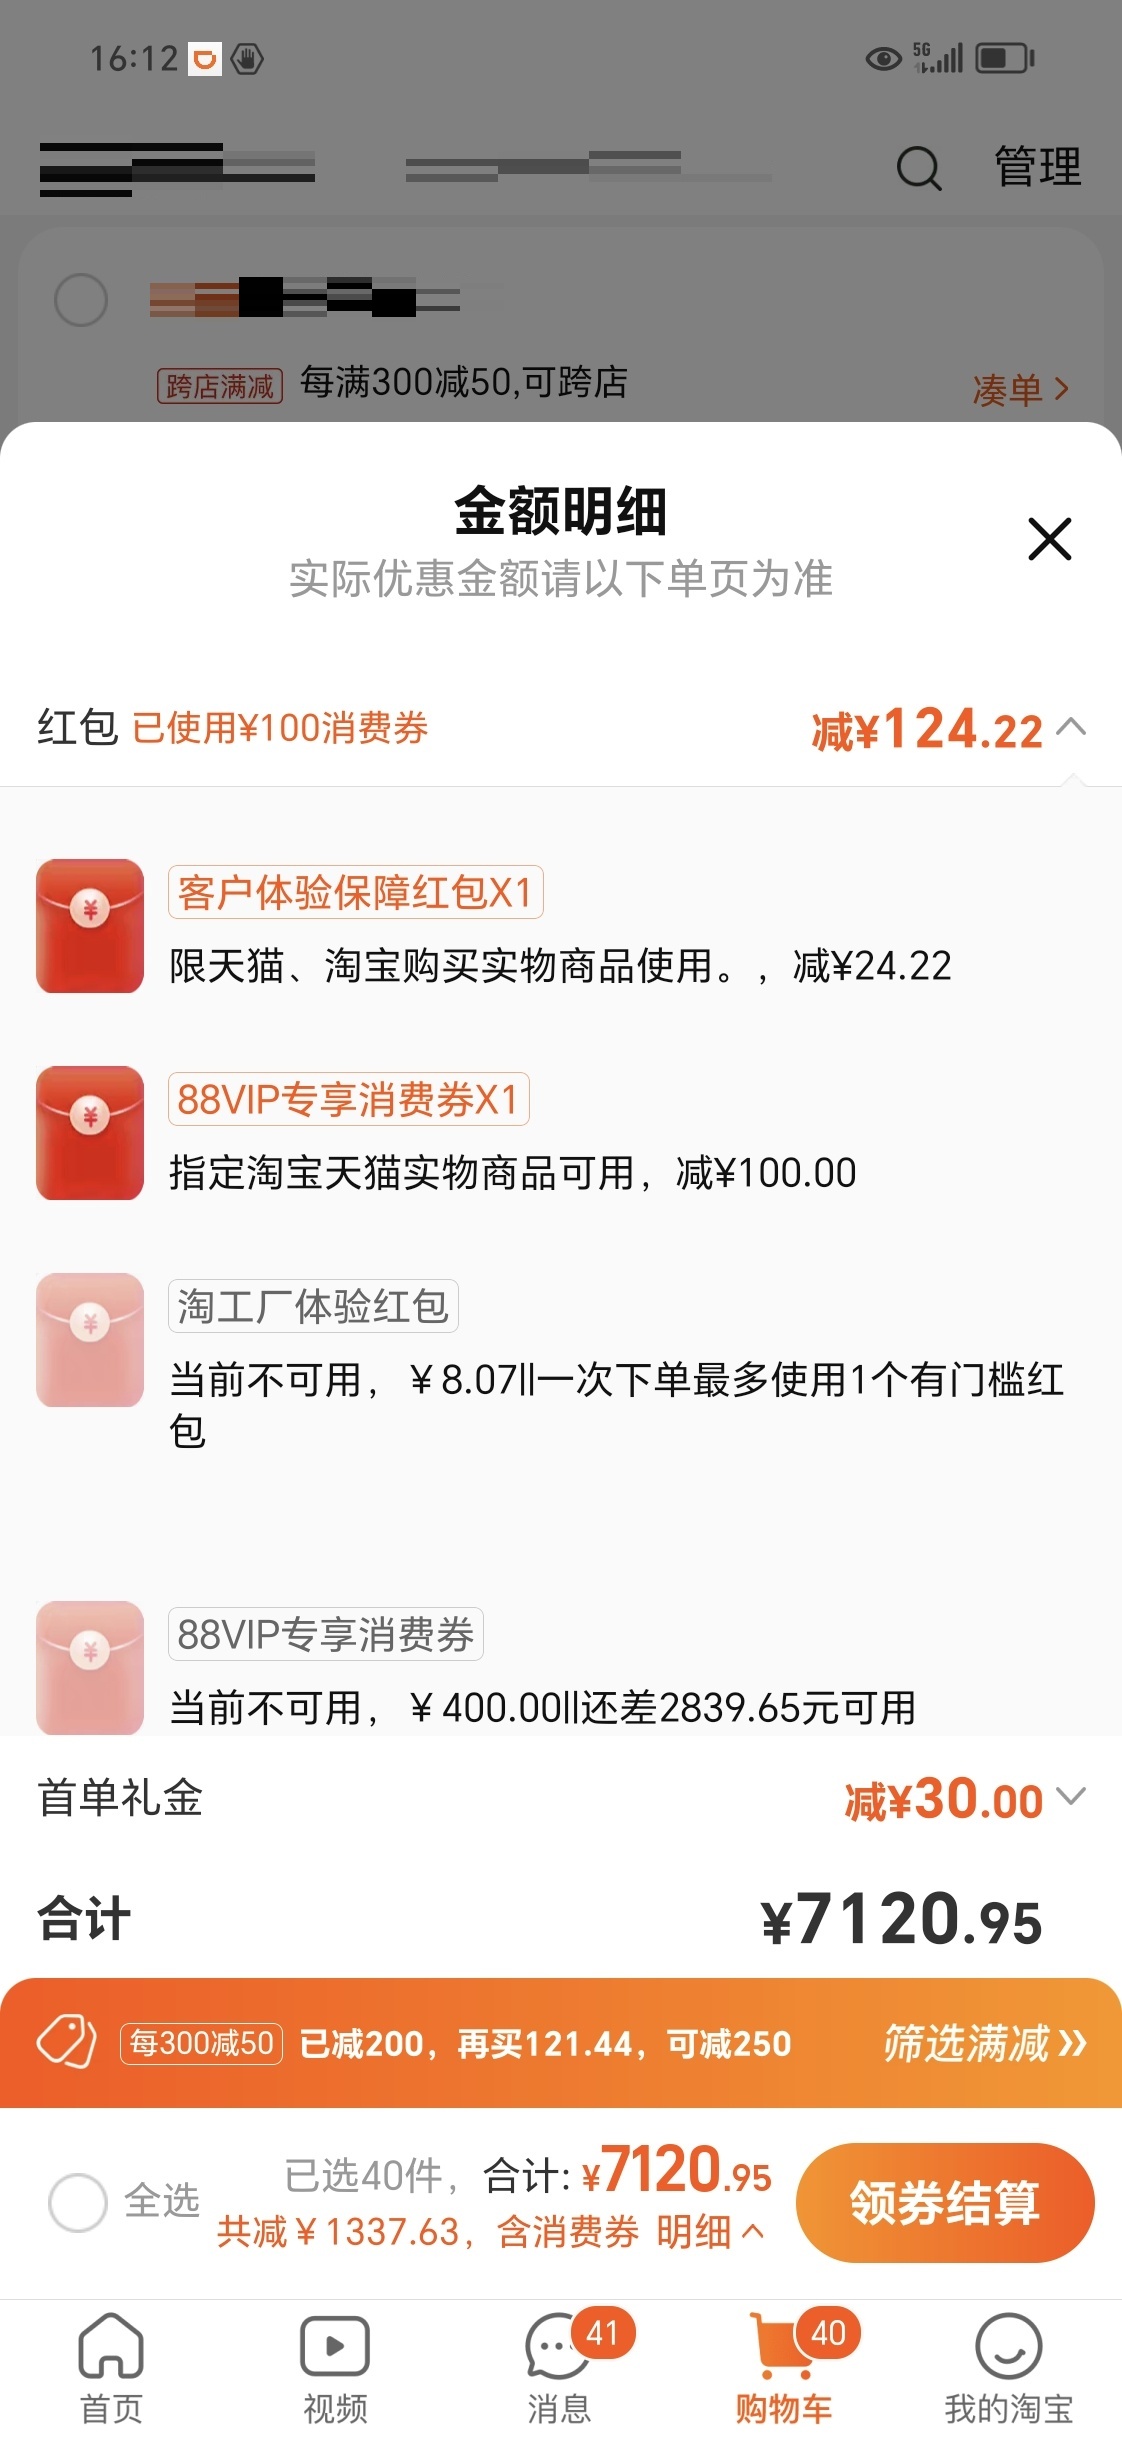 16:12
5G
管理
跨店满减 每满300减50,可跨店
凑单
金额明细
实际优惠金额请以下单页为准
红包 已使用¥100消费券 减¥124.22
客户体验保障红包X1
限天猫、淘宝购买实物商品使用。，减¥24.22
88VIP专享消费券X1
指定淘宝天猫实物商品可用，减¥100.00
淘工厂体验红包
当前不可用，￥8.07||一次下单最多使用1个有门槛红
包
88VIP专享消费券
当前不可用，￥400.00||还差2839.65元可用
首单礼金 减¥30.00
合计 ¥7120.95
每300减50 已减200，再买121.44，可减250 筛选满减
已选40件，合计:¥7120.95
全选
共减￥1337.63，含消费券 明细
领券结算
41
40
首页 视频 消息 购物车 我的淘宝